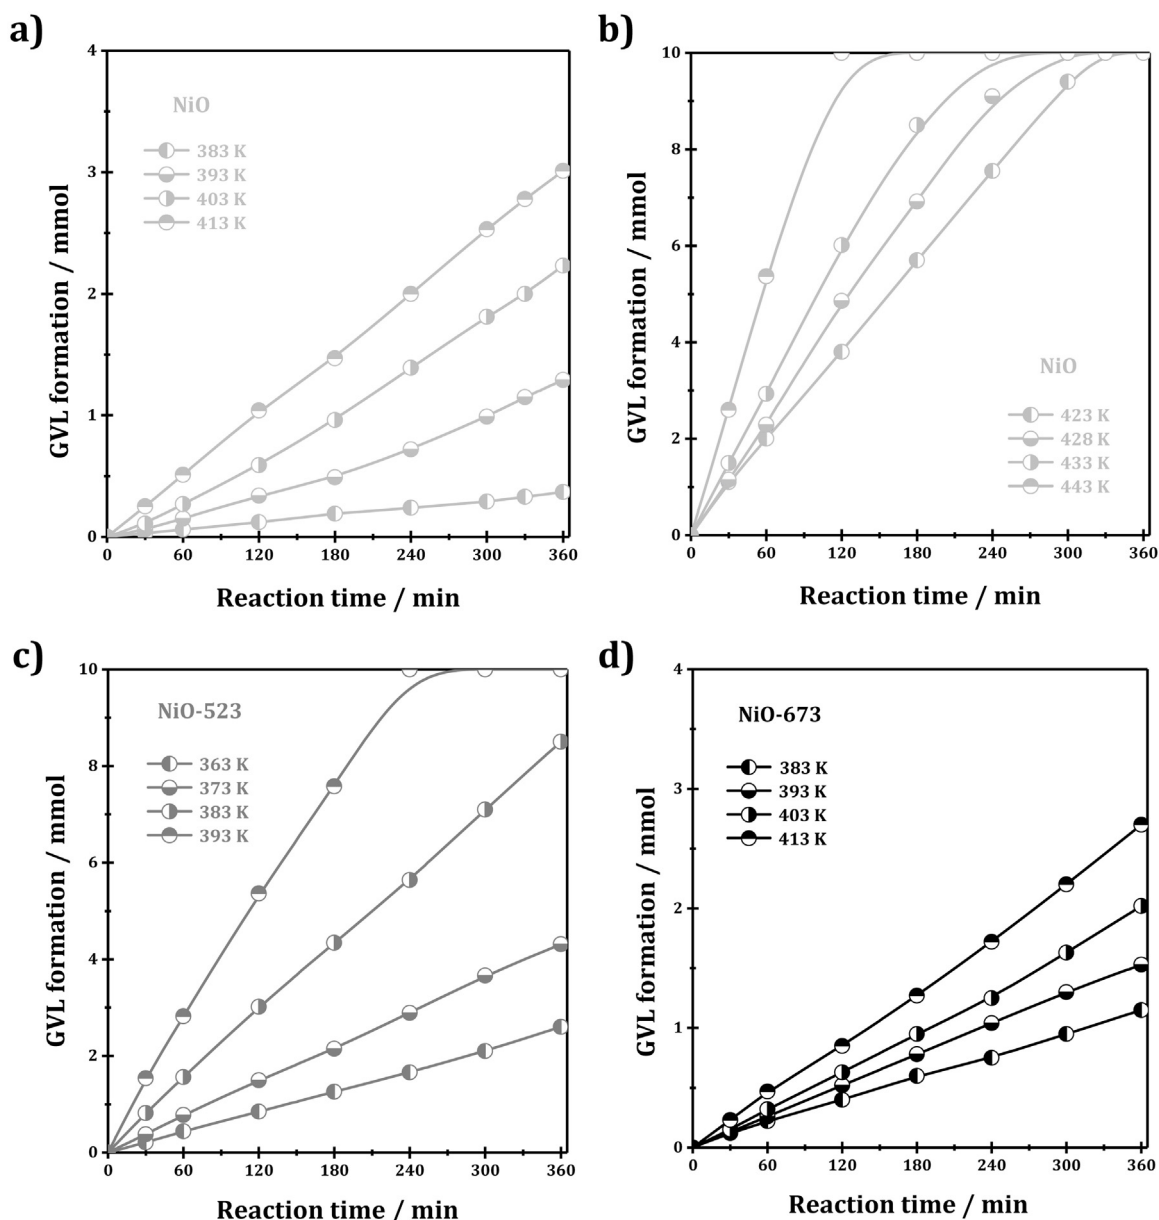 a)
4
3
2
1
0
GVL formation / mmol
NiO
383 K
393 K
403 K
413 K
0 60 120 180 240 300 360
Reaction time / min
b)
10
8
6
4
2
0
GVL formation / mmol
NiO
423 K
428 K
433 K
443 K
0 60 120 180 240 300 360
Reaction time / min
c)
10
8
6
4
2
0
GVL formation / mmol
NiO-523
363 K
373 K
383 K
393 K
0 60 120 180 240 300 360
Reaction time / min
d)
4
3
2
1
0
GVL formation / mmol
NiO-673
383 K
393 K
403 K
413 K
0 60 120 180 240 300 360
Reaction time / min